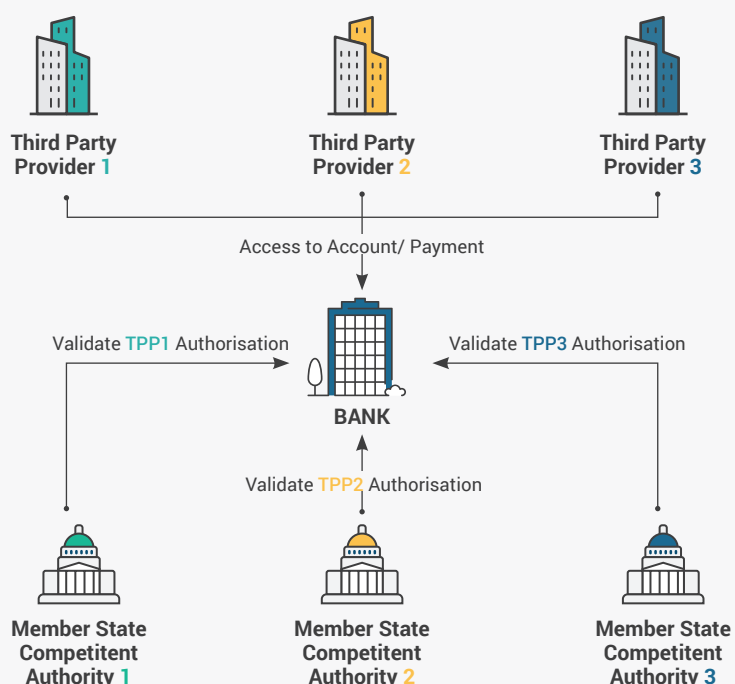 Third Party
Provider 1
Third Party
Provider 2
Third Party
Provider 3
Access to Account/ Payment
Validate TPP1 Authorisation
Validate TPP3 Authorisation
BANK
Validate TPP2 Authorisation
Member State
Competitent
Authority 1
Member State
Competitent
Authority 2
Member State
Competitent
Authority 3